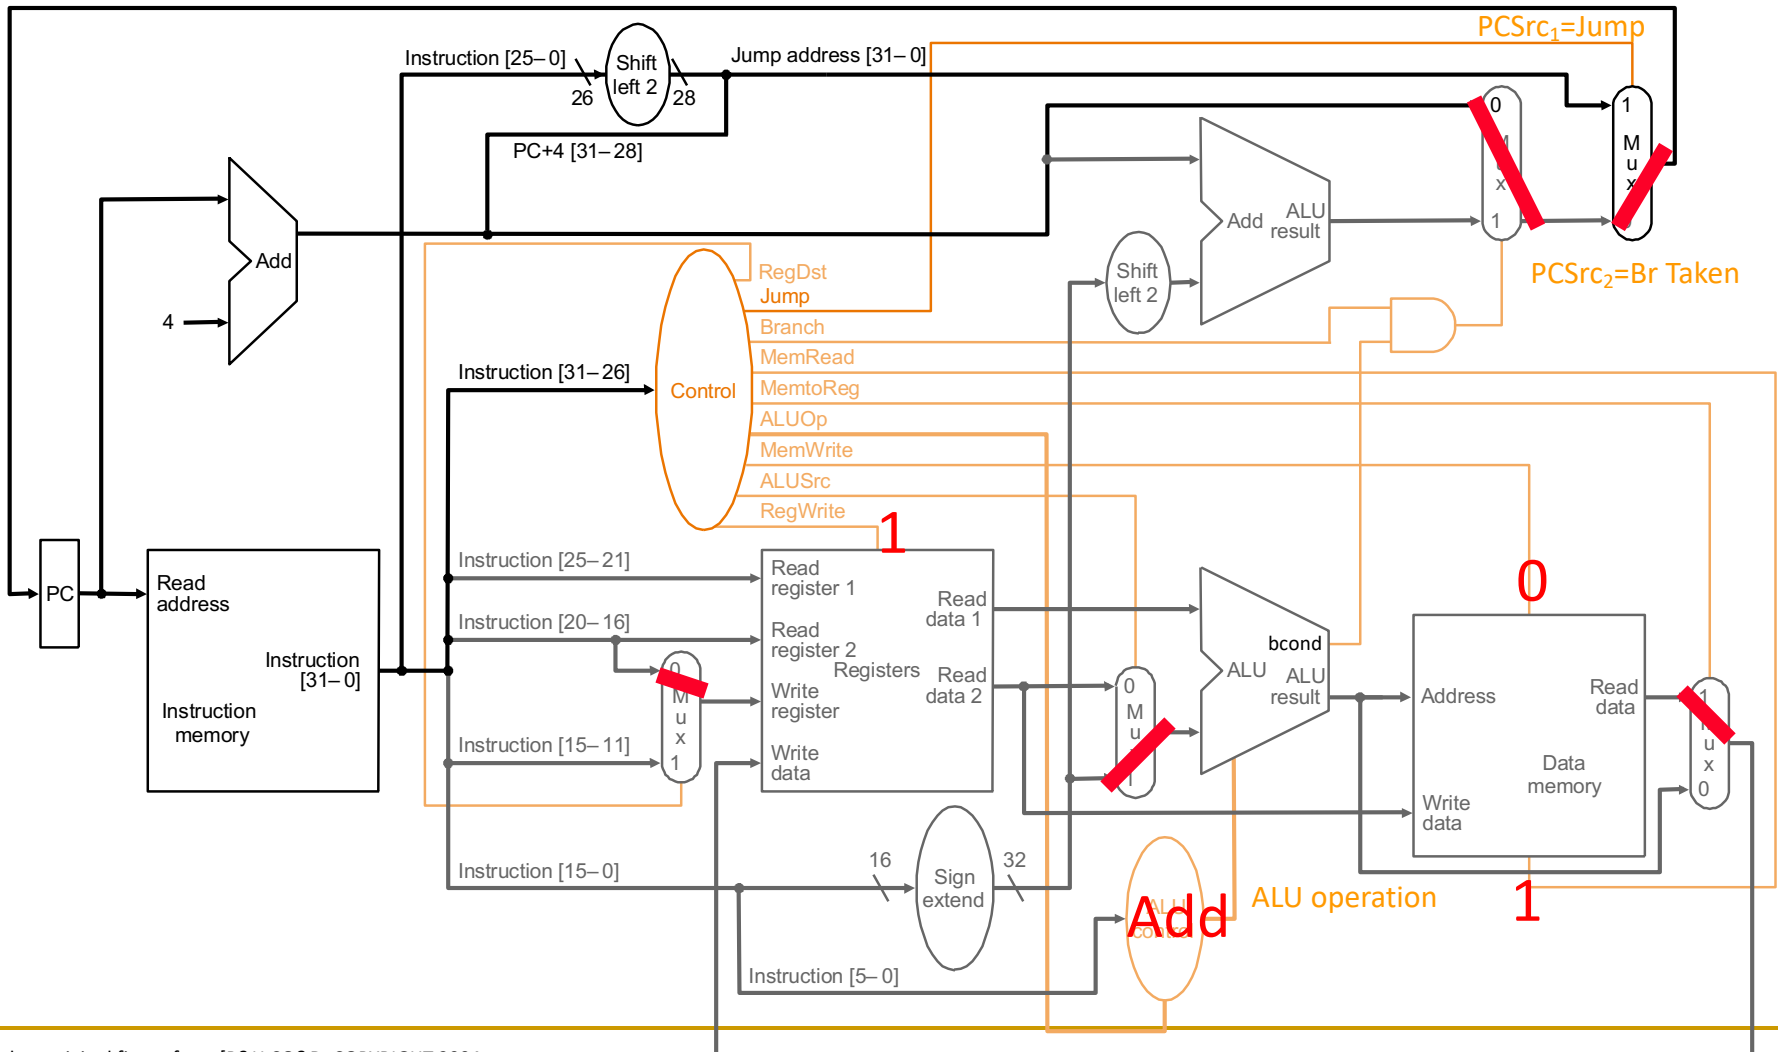 PCSrc1=Jump
Instruction [25–0]
Shift
left 2
Jump address [31–0]
26
28
PC+4 [31–28]
0
1
M
u
x
1
M
u
x
Add
ALU
result
1
Add
4
RegDst
Jump
Branch
MemRead
MemtoReg
ALUOp
MemWrite
ALUSrc
RegWrite
Shift
left 2
PCSrc2=Br Taken
Instruction [31–26]
Control
1
PC
Read
address
Instruction
[31–0]
Instruction
memory
Instruction [25–21]
Instruction [20–16]
Instruction [15–11]
0
M
u
x
1
Read
register 1
Read
register 2
Registers
Write
register
Write
data
Read
data 1
Read
data 2
0
M
u
bcond
ALU
ALU
result
0
Address
Read
data
Data
memory
Write
data
1
u
x
0
1
Instruction [15–0]
16
Sign
extend
32
Add
ALU operation
Instruction [5–0]